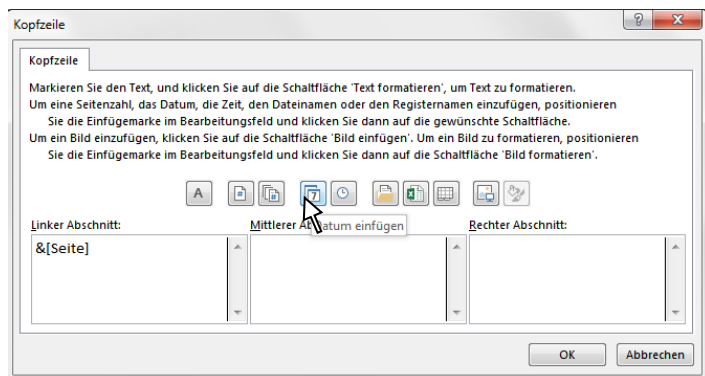 Kopfzeile
Kopfzeile
Markieren Sie den Text, und klicken Sie auf die Schaltfläche 'Text formatieren', um Text zu formatieren.
Um eine Seitenzahl, das Datum, die Zeit, den Dateinamen oder den Registernamen einzufügen, positionieren
Sie die Einfügemarke im Bearbeitungsfeld und klicken Sie dann auf die gewünschte Schaltfläche.
Um ein Bild einzufügen, klicken Sie auf die Schaltfläche 'Bild einfügen'. Um ein Bild zu formatieren, positionieren
Sie die Einfügemarke im Bearbeitungsfeld und klicken Sie dann auf die Schaltfläche 'Bild formatieren'.
A # # 7
Linker Abschnitt: Mittlerer Ab Rechter Abschnitt:
Datum einfügen
&[Seite]
OK Abbrechen